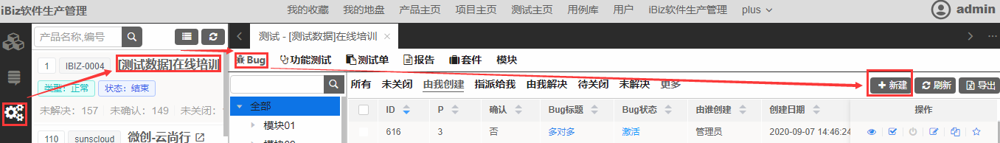 iBiz软件生产管理 我的收藏 我的地盘 产品主页 项目主页 测试主页 用例库 用户 iBiz软件生产管理 plus admin
产品名称,编号
测试 - [测试数据]在线培训
1 IBIZ-0004 [测试数据]在线培训
类型：正常 状态：结束
未解决：157 未确认：149 未关闭：
110 sunscloud 微创-云尚行
Bug 功能测试 测试单 报告 套件 模块
所有 未关闭 由我创建 指派给我 由我解决 待关闭 未解决 更多 新建 刷新 导出
全部
模块01
ID P 确认 Bug标题 Bug状态 由谁创建 创建日期 操作
616 3 否 多对多 激活 管理员 2020-09-07 14:46:24